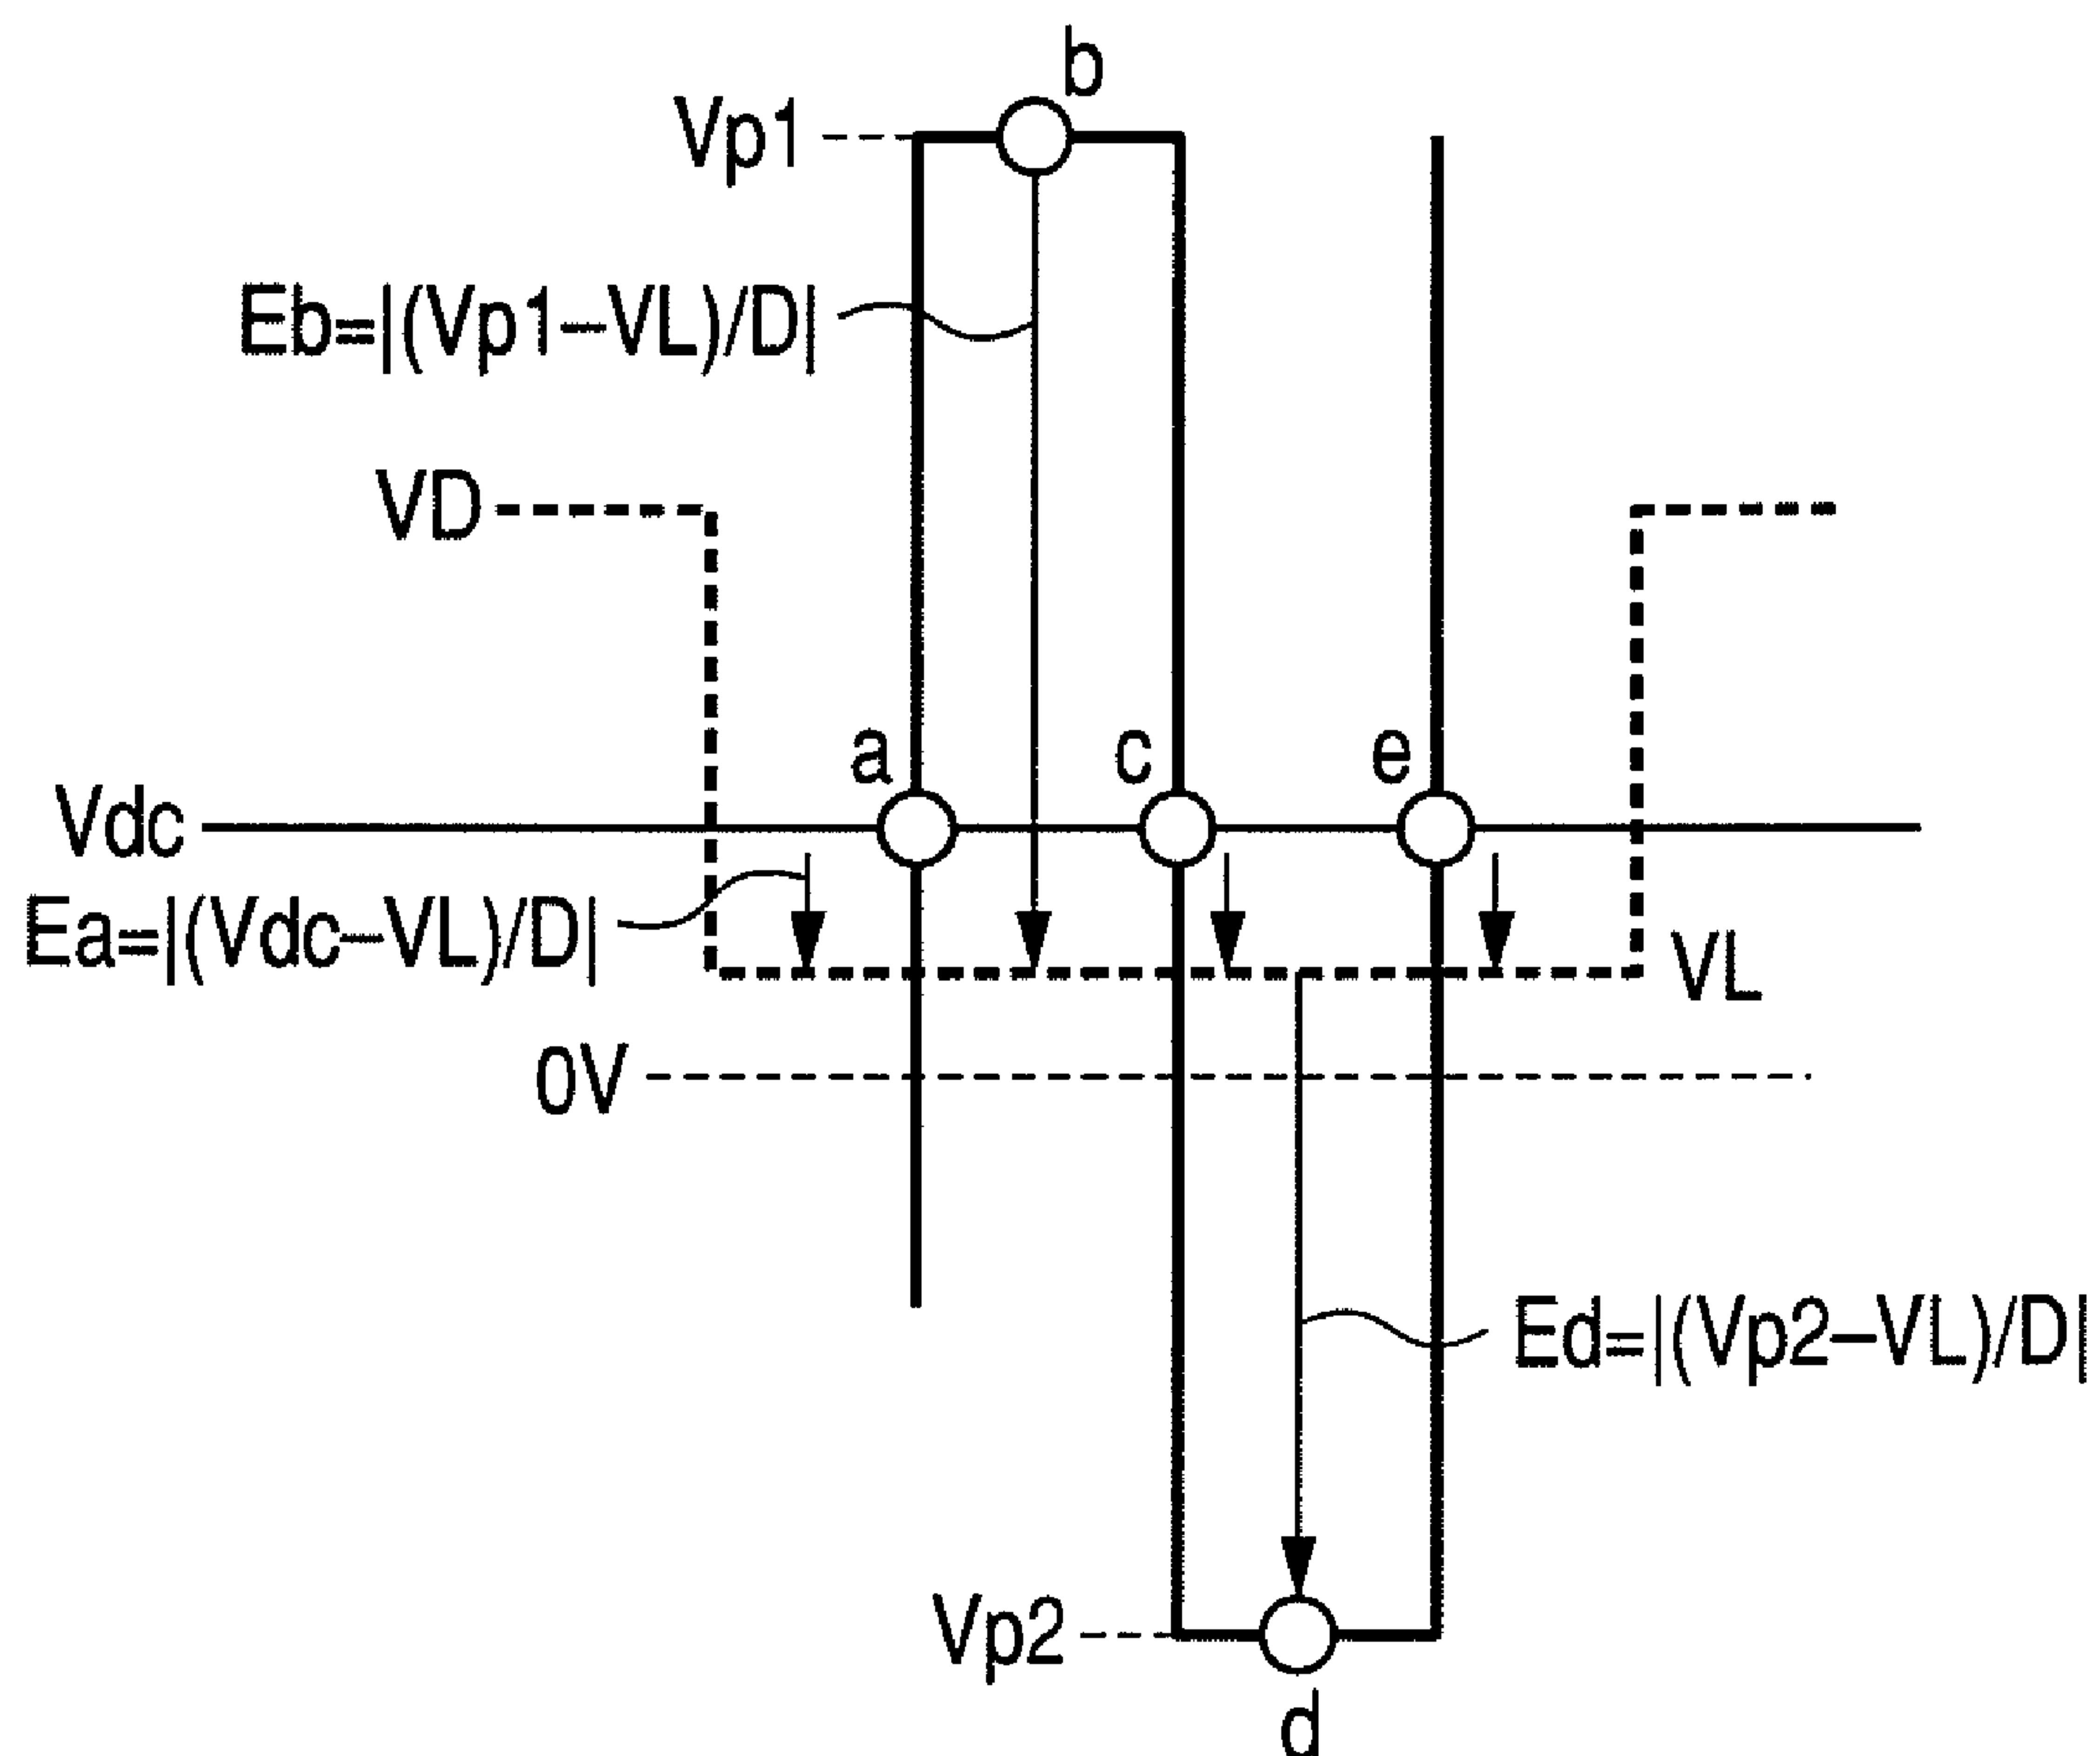 b
Vp1
Eb=|(Vp1−VL)/D|
VD
a
c
e
Vdc
Ea=|(Vdc−VL)/D|
VL
0V
Ed=|(Vp2−VL)/D|
Vp2
d